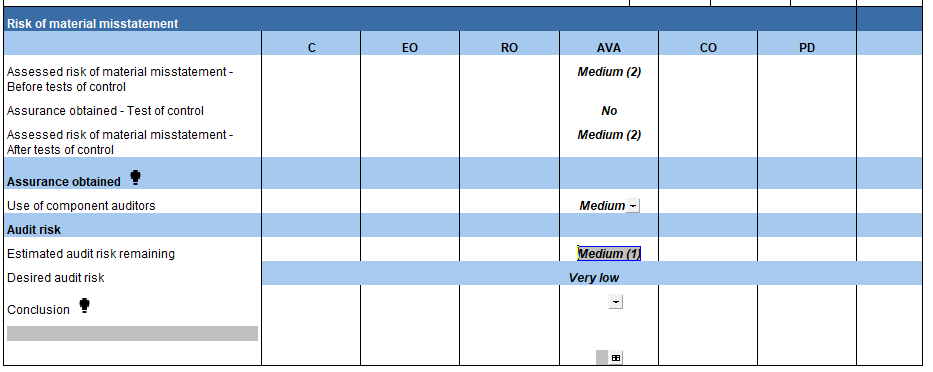 Risk of material misstatement
C EO RO AVA CO PD
Assessed risk of material misstatement - Medium (2)
Before tests of control
Assurance obtained - Test of control No
Assessed risk of material misstatement - Medium (2)
After tests of control
Assurance obtained
Use of component auditors Medium
Audit risk
Estimated audit risk remaining Medium (1)
Desired audit risk Very low
Conclusion